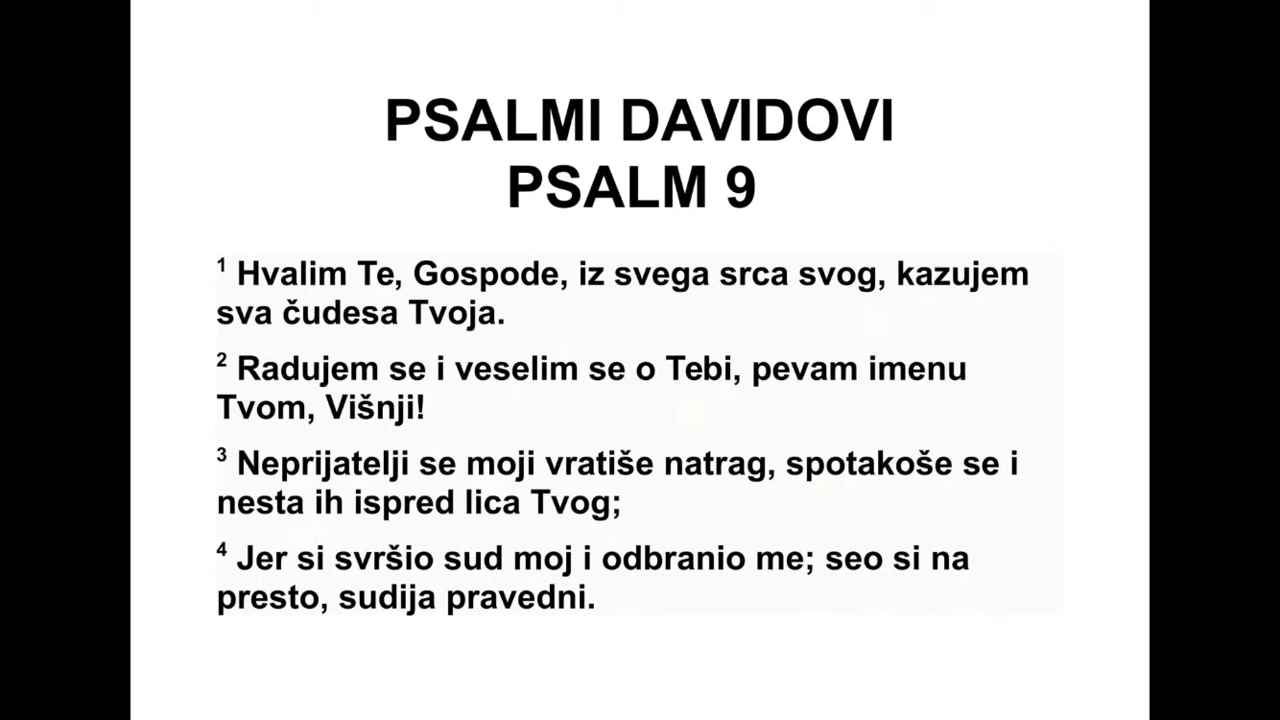 PSALMI DAVIDOVI
PSALM 9
1 Hvalim Te, Gospode, iz svega srca svog, kazujem
sva čudesa Tvoja.
2 Radujem se i veselim se o Tebi, pevam imenu
Tvom, Višnji!
3 Neprijatelji se moji vratiše natrag, spotakoše se i
nesta ih ispred lica Tvog;
4 Jer si svršio sud moj i odbranio me; seo si na
presto, sudija pravedni.